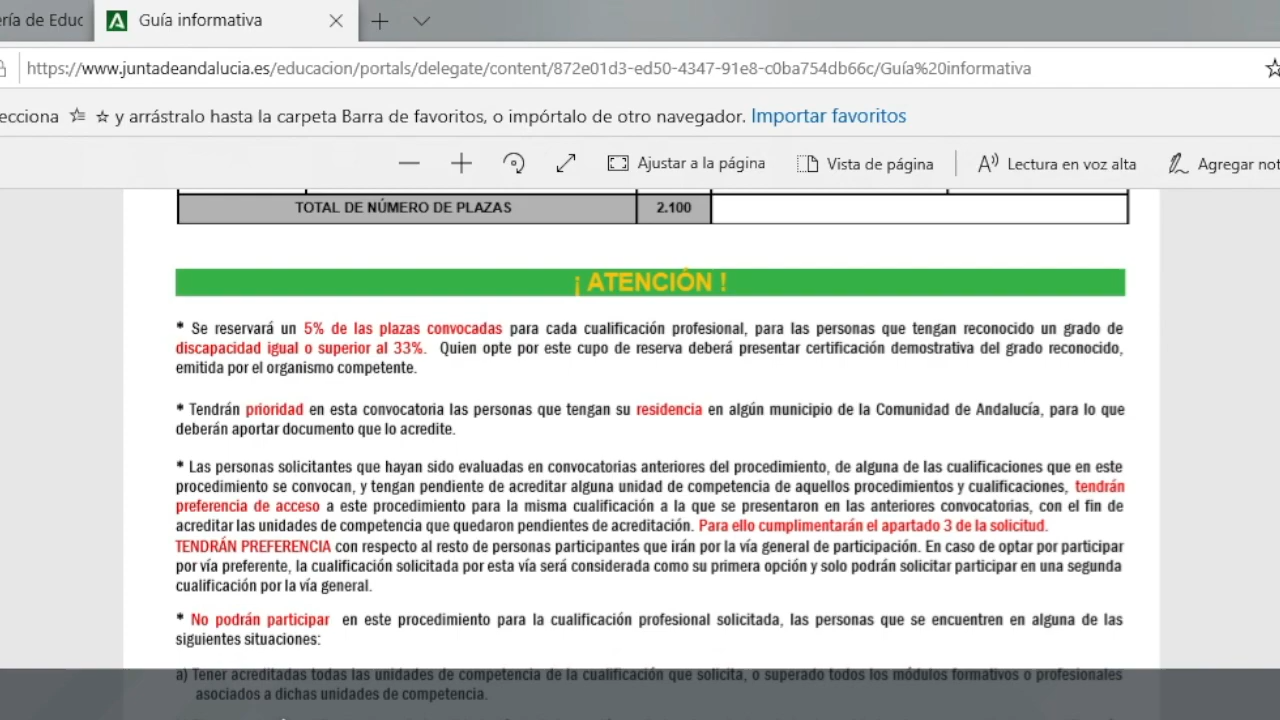 ería de Educ
Guía informativa
https://www.juntadeandalucia.es/educacion/portals/delegate/content/872e01d3-ed50-4347-91e8-c0ba754db66c/Guía%20informativa
ecciona y arrástralo hasta la carpeta Barra de favoritos, o impórtalo de otro navegador. Importar favoritos
Ajustar a la página Vista de página Lectura en voz alta Agregar not
TOTAL DE NÚMERO DE PLAZAS 2.100
¡ ATENCIÓN !
* Se reservará un 5% de las plazas convocadas para cada cualificación profesional, para las personas que tengan reconocido un grado de
discapacidad igual o superior al 33%. Quien opte por este cupo de reserva deberá presentar certificación demostrativa del grado reconocido,
emitida por el organismo competente.
* Tendrán prioridad en esta convocatoria las personas que tengan su residencia en algún municipio de la Comunidad de Andalucía, para lo que
deberán aportar documento que lo acredite.
* Las personas solicitantes que hayan sido evaluadas en convocatorias anteriores del procedimiento, de alguna de las cualificaciones que en este
procedimiento se convocan, y tengan pendiente de acreditar alguna unidad de competencia de aquellos procedimientos y cualificaciones, tendrán
preferencia de acceso a este procedimiento para la misma cualificación a la que se presentaron en las anteriores convocatorias, con el fin de
acreditar las unidades de competencia que quedaron pendientes de acreditación. Para ello cumplimentarán el apartado 3 de la solicitud.
TENDRÁN PREFERENCIA con respecto al resto de personas participantes que irán por la vía general de participación. En caso de optar por participar
por vía preferente, la cualificación solicitada por esta vía será considerada como su primera opción y solo podrán solicitar participar en una segunda
cualificación por la vía general.
* No podrán participar en este procedimiento para la cualificación profesional solicitada, las personas que se encuentren en alguna de las
siguientes situaciones:
a) Tener acreditadas todas las unidades de competencia de la cualificación que solicita, o superado todos los módulos formativos o profesionales
asociados a dichas unidades de competencia.